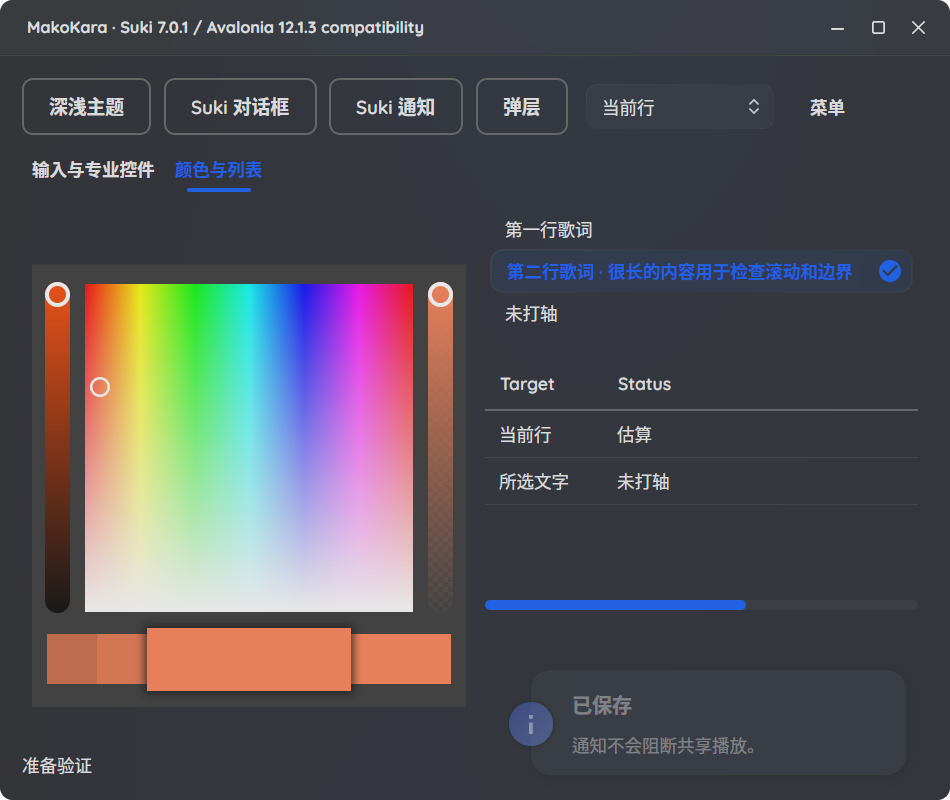 MakoKara · Suki 7.0.1 / Avalonia 12.1.3 compatibility
深浅主题 Suki 对话框 Suki 通知 弹层 当前行 菜单
输入与专业控件 颜色与列表
第一行歌词
第二行歌词 · 很长的内容用于检查滚动和边界
未打轴
Target Status
当前行 估算
所选文字 未打轴
已保存
通知不会阻断共享播放。
准备验证